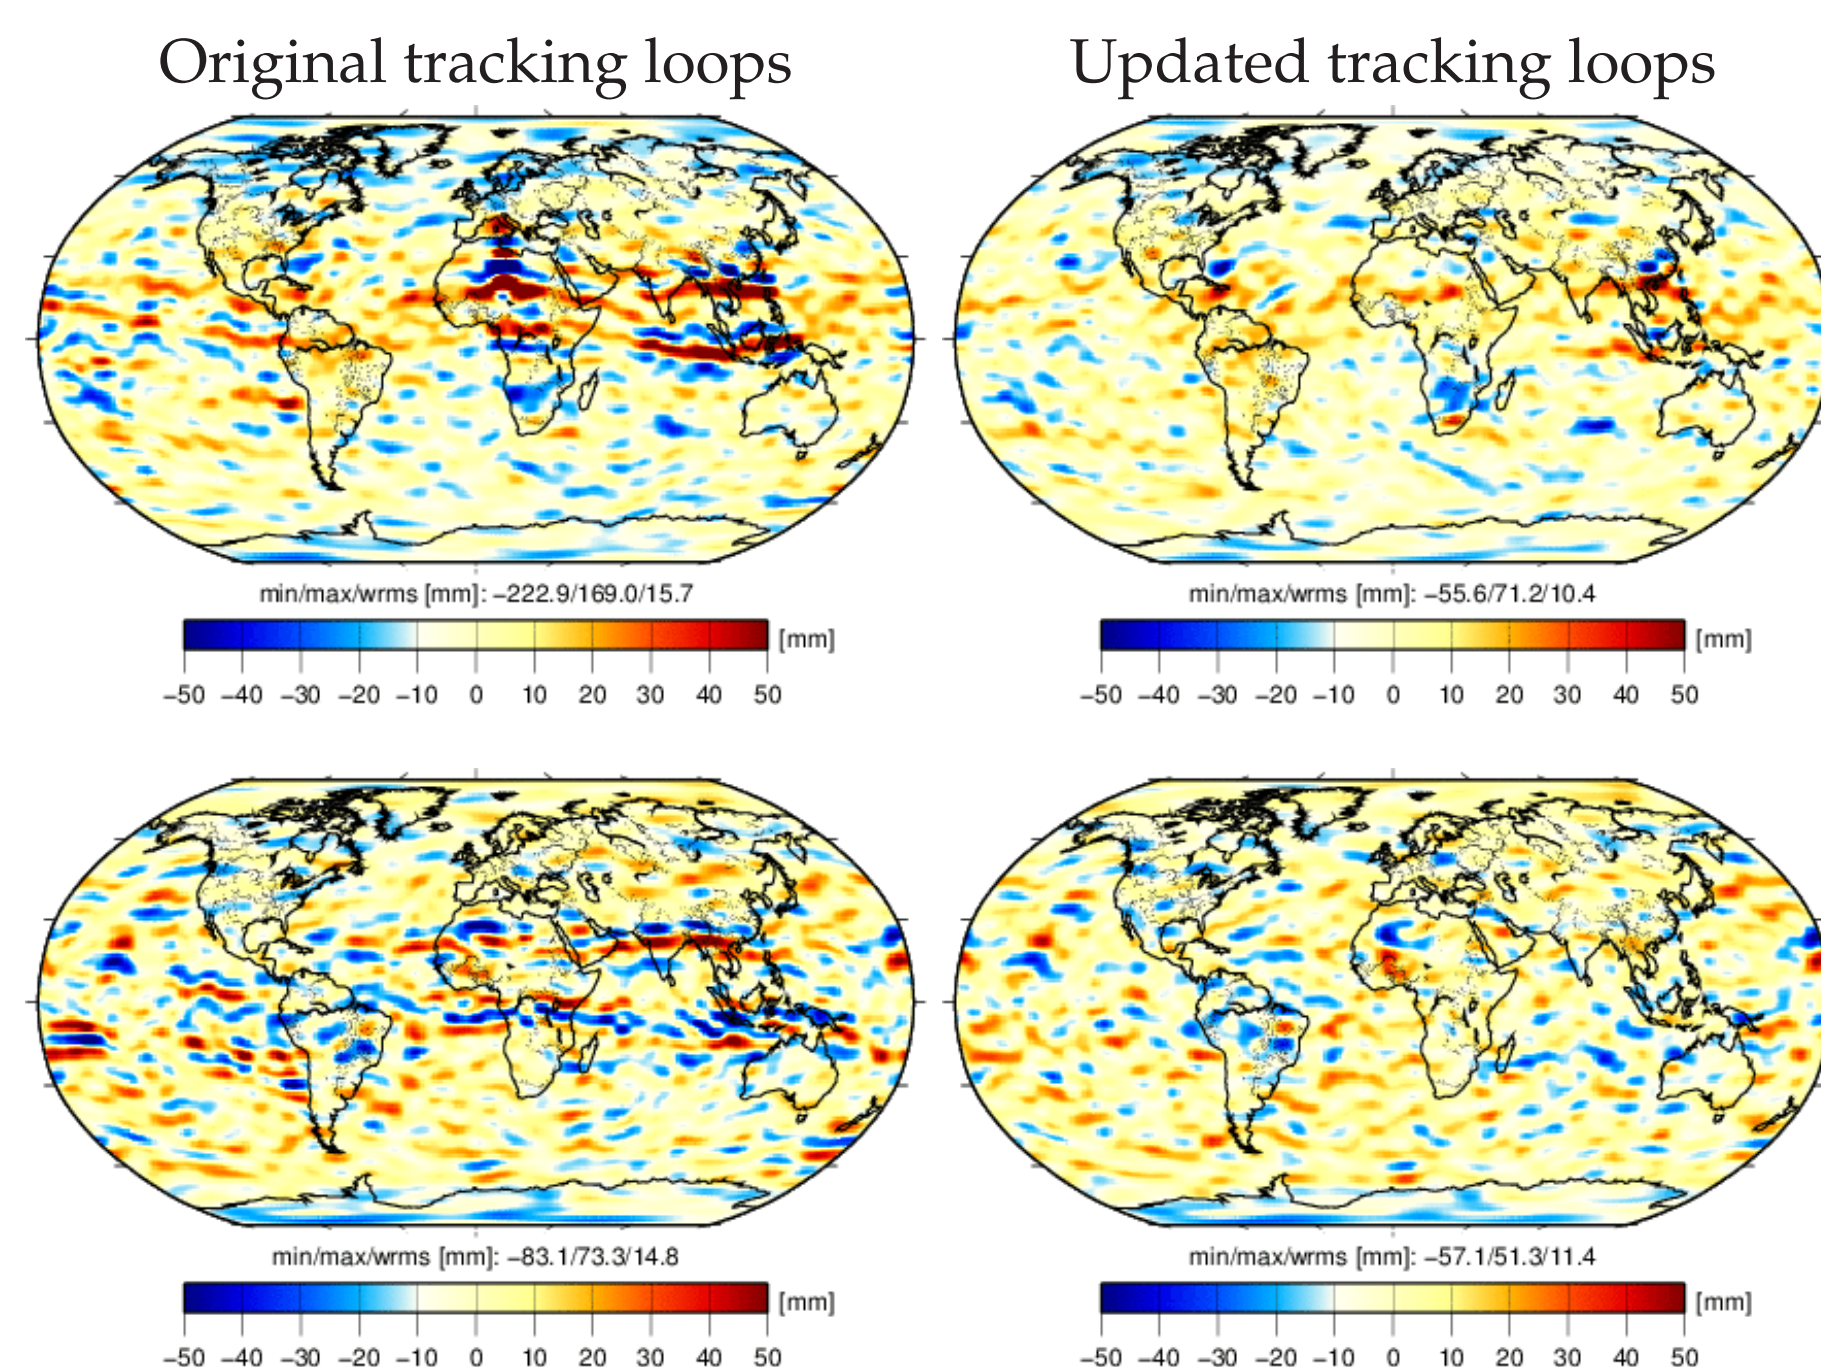 Original tracking loops
Updated tracking loops
min/max/wrms [mm]: −222.9/169.0/15.7
[mm]
−50 −40 −30 −20 −10 0 10 20 30 40 50
min/max/wrms [mm]: −55.6/71.2/10.4
[mm]
−50 −40 −30 −20 −10 0 10 20 30 40 50
min/max/wrms [mm]: −83.1/73.3/14.8
[mm]
−50 −40 −30 −20 −10 0 10 20 30 40 50
min/max/wrms [mm]: −57.1/51.3/11.4
[mm]
−50 −40 −30 −20 −10 0 10 20 30 40 50